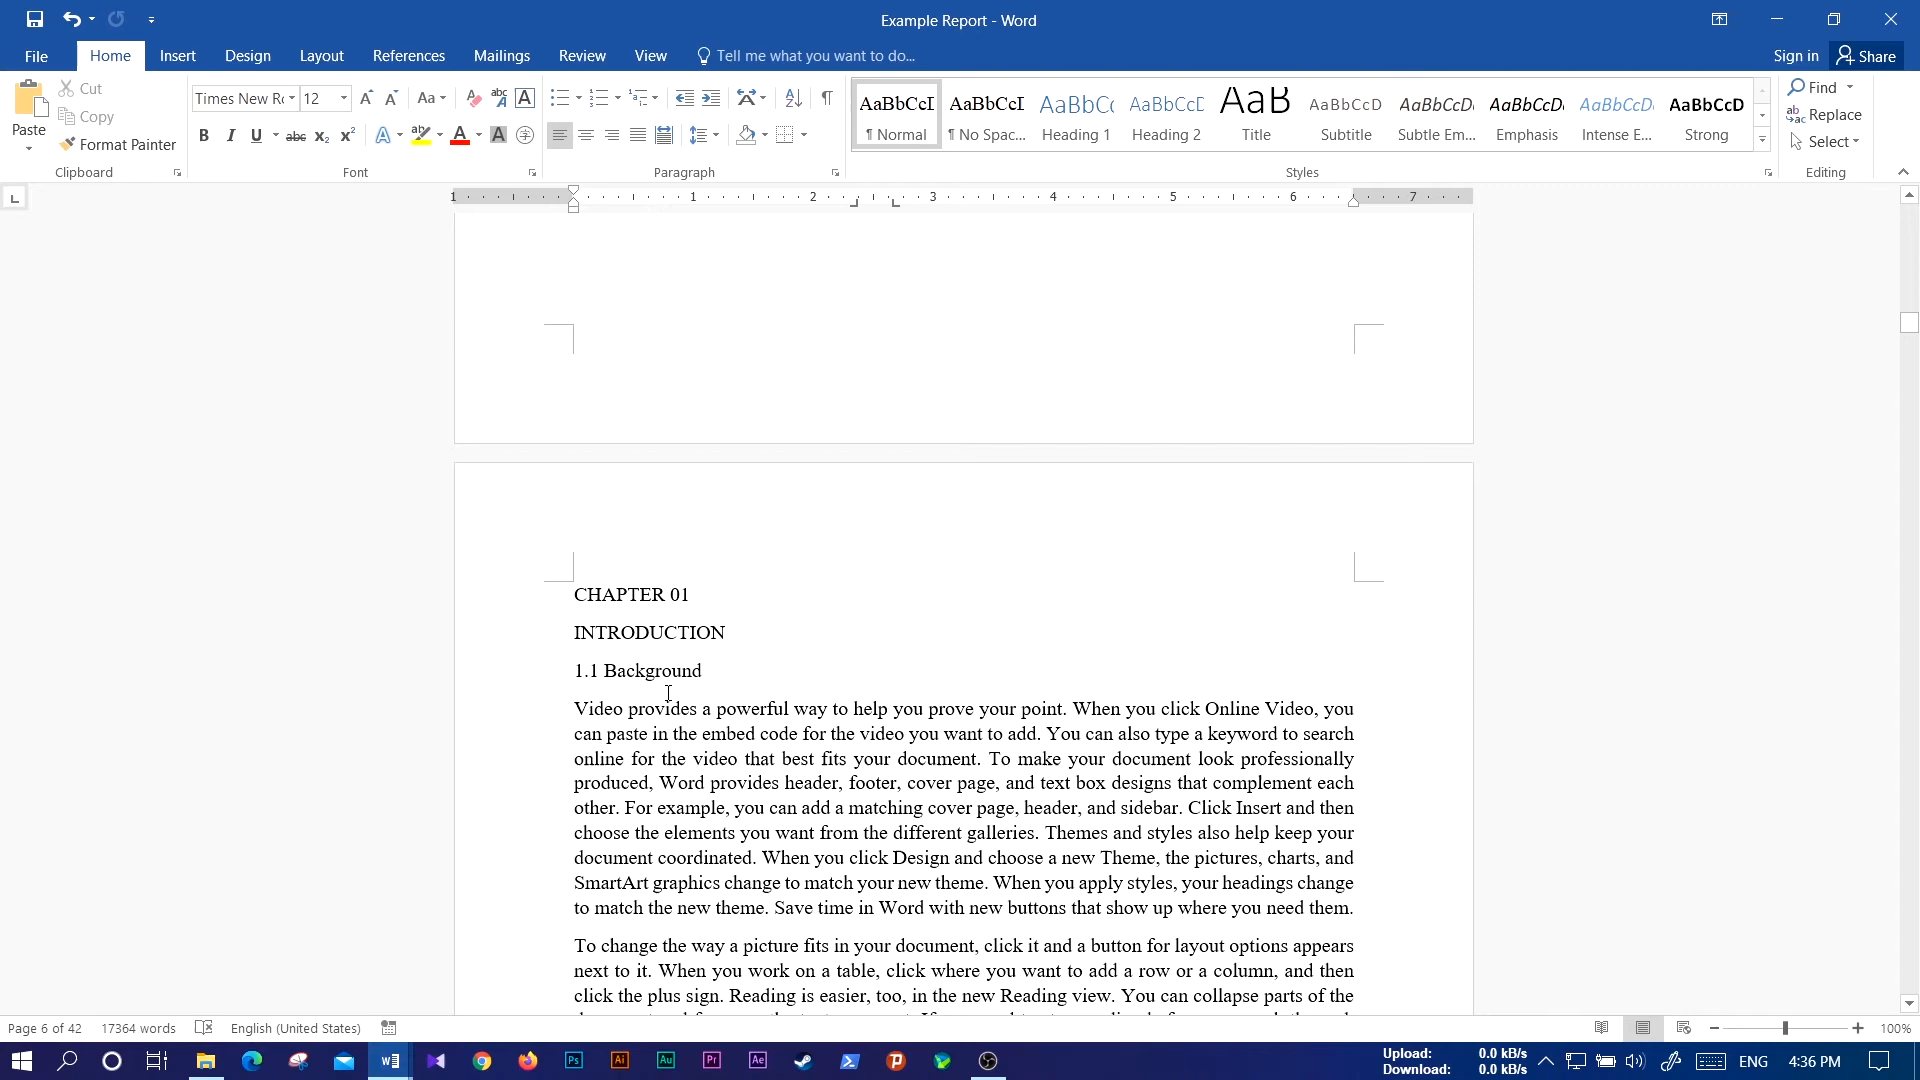 Example Report - Word
File Home Insert Design Layout References Mailings Review View Tell me what you want to do... Sign in Share
Paste
Cut
Copy
Format Painter
Clipboard
Times New Rc 12
Font
Paragraph
AaBbCcI AaBbCcI AaBbCc AaBbCcE AaB AaBbCcD AaBbCcD. AaBbCcD. AaBbCcD. AaBbCcD
¶ Normal ¶ No Spac... Heading 1 Heading 2 Title Subtitle Subtle Em... Emphasis Intense E... Strong
Styles
Find
Replace
Select
Editing
1 1 2 3 4 5 6 7
CHAPTER 01
INTRODUCTION
1.1 Background
Video provides a powerful way to help you prove your point. When you click Online Video, you
can paste in the embed code for the video you want to add. You can also type a keyword to search
online for the video that best fits your document. To make your document look professionally
produced, Word provides header, footer, cover page, and text box designs that complement each
other. For example, you can add a matching cover page, header, and sidebar. Click Insert and then
choose the elements you want from the different galleries. Themes and styles also help keep your
document coordinated. When you click Design and choose a new Theme, the pictures, charts, and
SmartArt graphics change to match your new theme. When you apply styles, your headings change
to match the new theme. Save time in Word with new buttons that show up where you need them.
To change the way a picture fits in your document, click it and a button for layout options appears
next to it. When you work on a table, click where you want to add a row or a column, and then
click the plus sign. Reading is easier, too, in the new Reading view. You can collapse parts of the
Page 6 of 42 17364 words English (United States) 100%
Upload: 0.0 kB/s
Download: 0.0 kB/s
ENG 4:36 PM